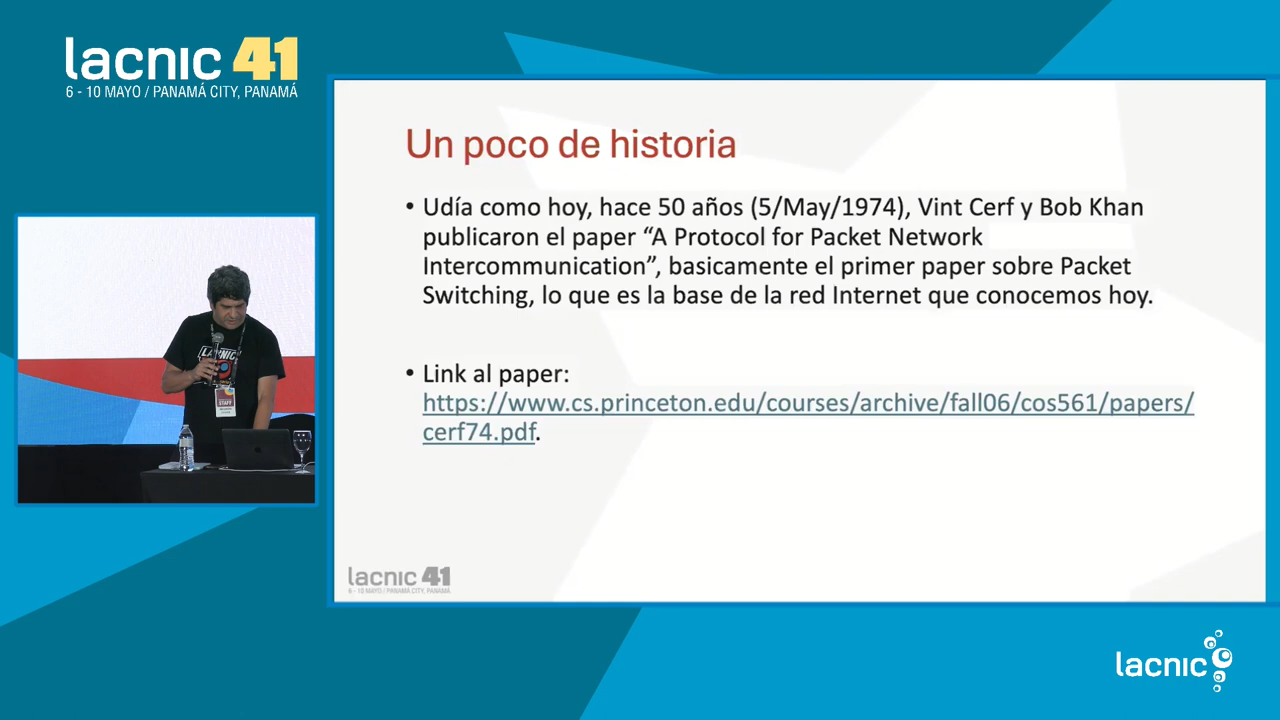 lacnic 41
6 - 10 MAYO / PANAMÁ CITY, PANAMÁ
Un poco de historia
• Udía como hoy, hace 50 años (5/May/1974), Vint Cerf y Bob Khan
publicaron el paper “A Protocol for Packet Network
Intercommunication”, basicamente el primer paper sobre Packet
Switching, lo que es la base de la red Internet que conocemos hoy.
• Link al paper:
https://www.cs.princeton.edu/courses/archive/fall06/cos561/papers/
cerf74.pdf.
LACNIC
STAFF
lacnic 41
6 - 10 MAYO / PANAMÁ CITY, PANAMÁ
lacnic